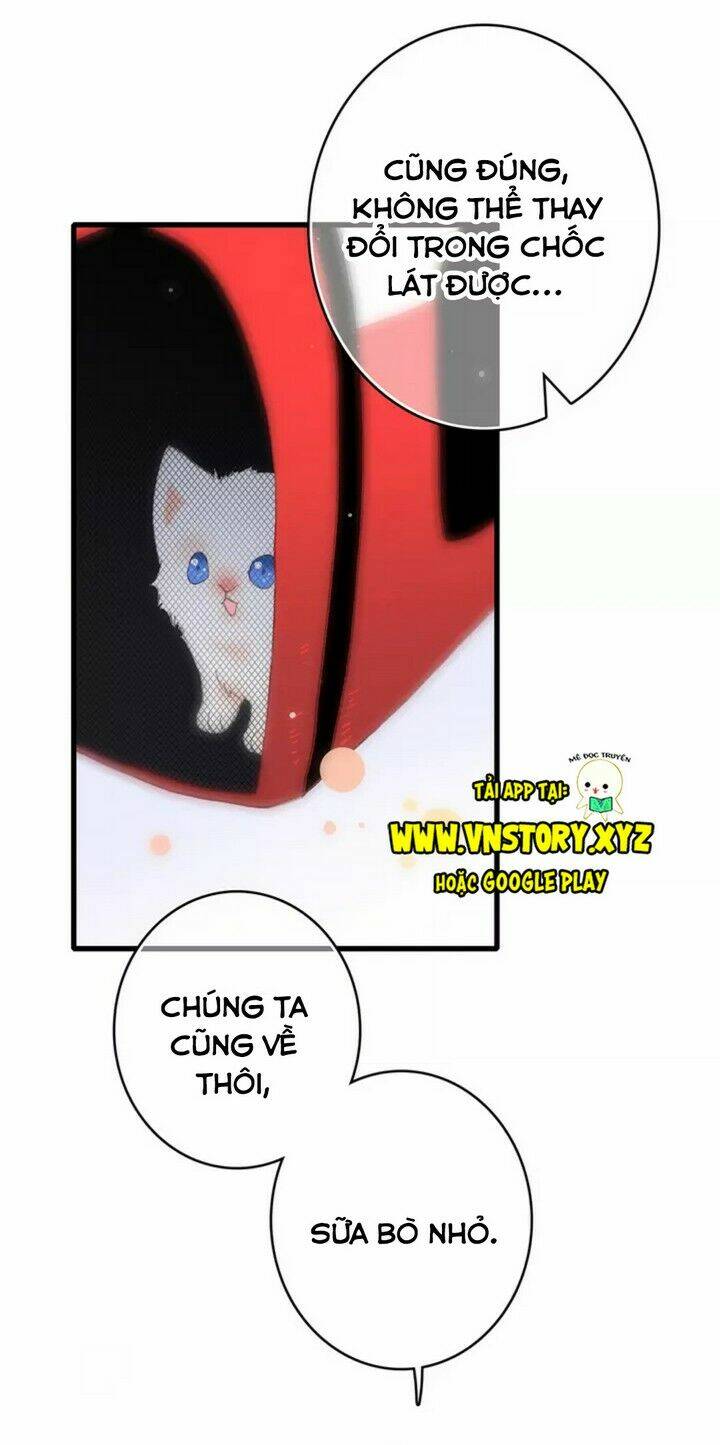 CŨNG ĐÚNG,
KHÔNG THỂ THAY
ĐỔI TRONG CHỐC
LÁT ĐƯỢC...
MÊ ĐỌC TRUYỆN
TẢI APP TẠI:
WWW.VNSTORY.XYZ
HOẶC GOOGLE PLAY
CHÚNG TA
CŨNG VỀ
THÔI,
SỮA BÒ NHỎ.